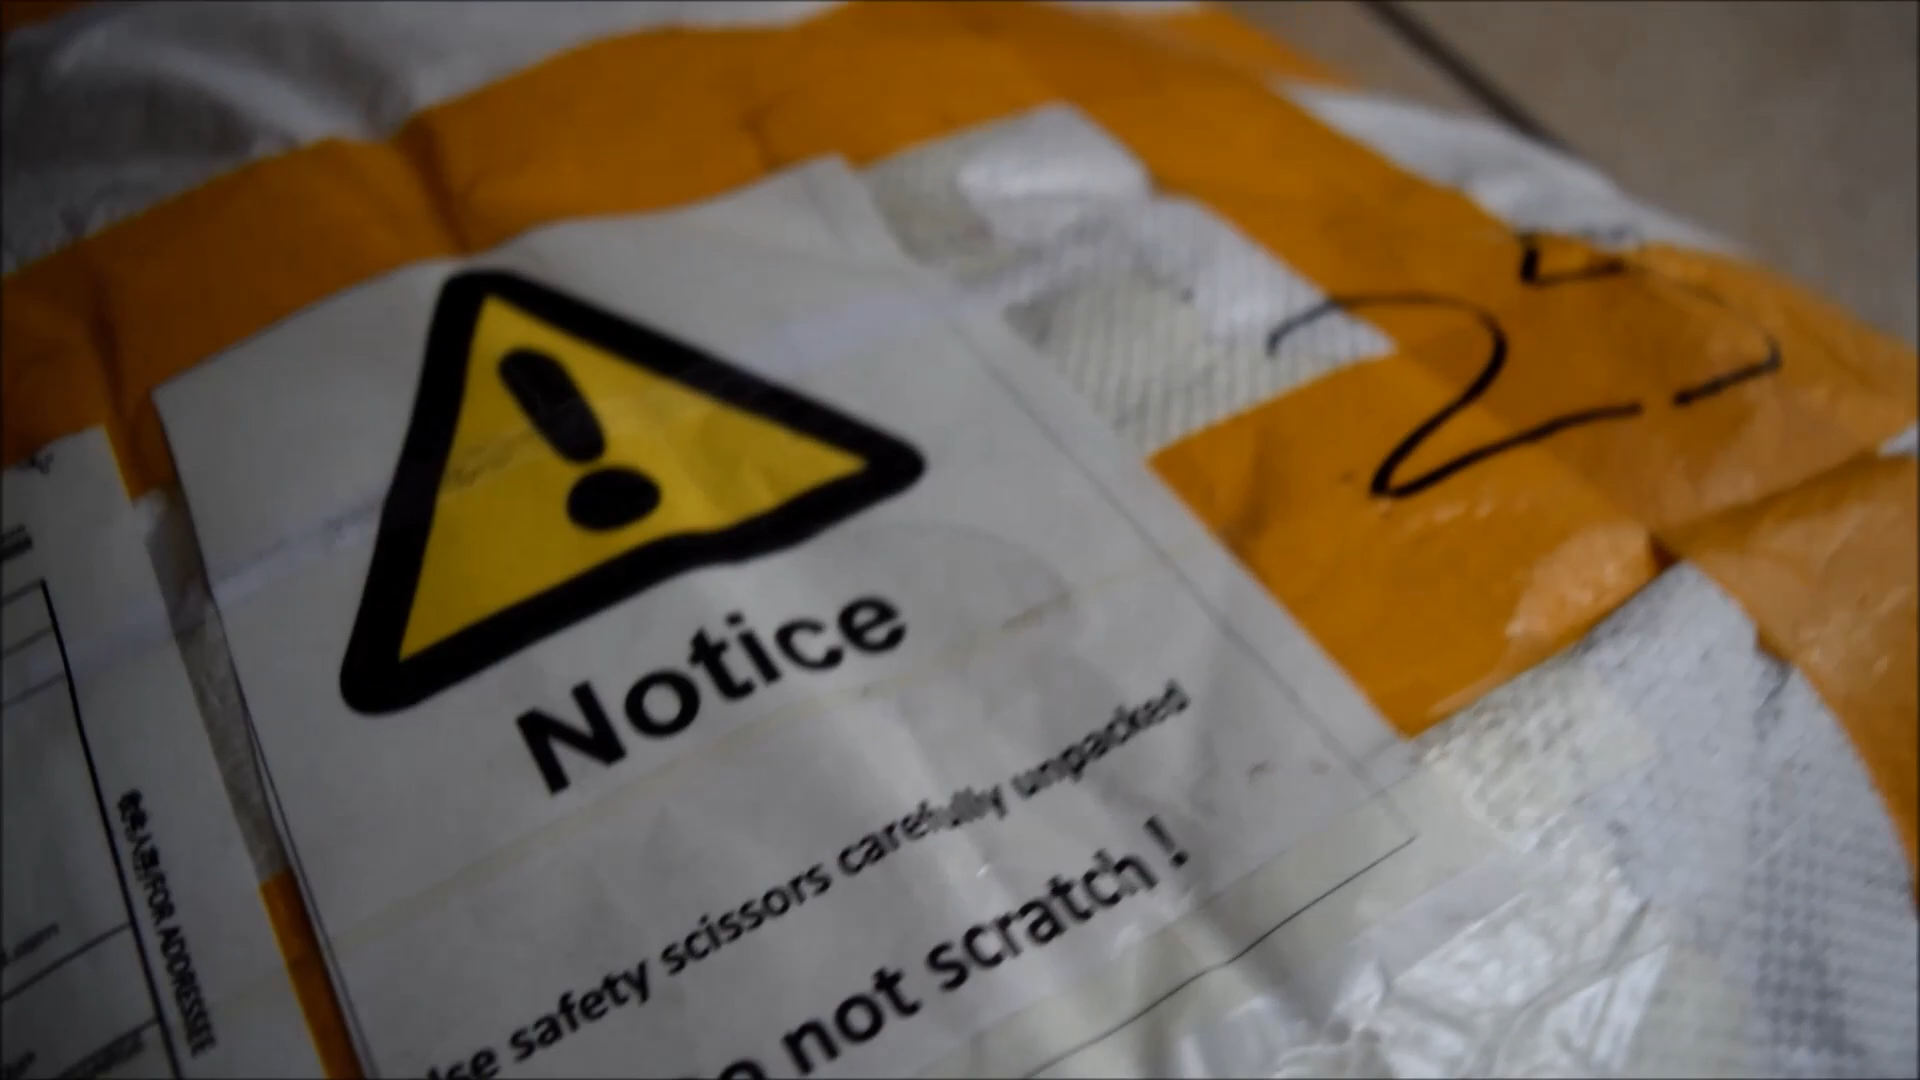 Notice
safety scissors carefully unpacked
not scratch !
FOR ADDRESSEE